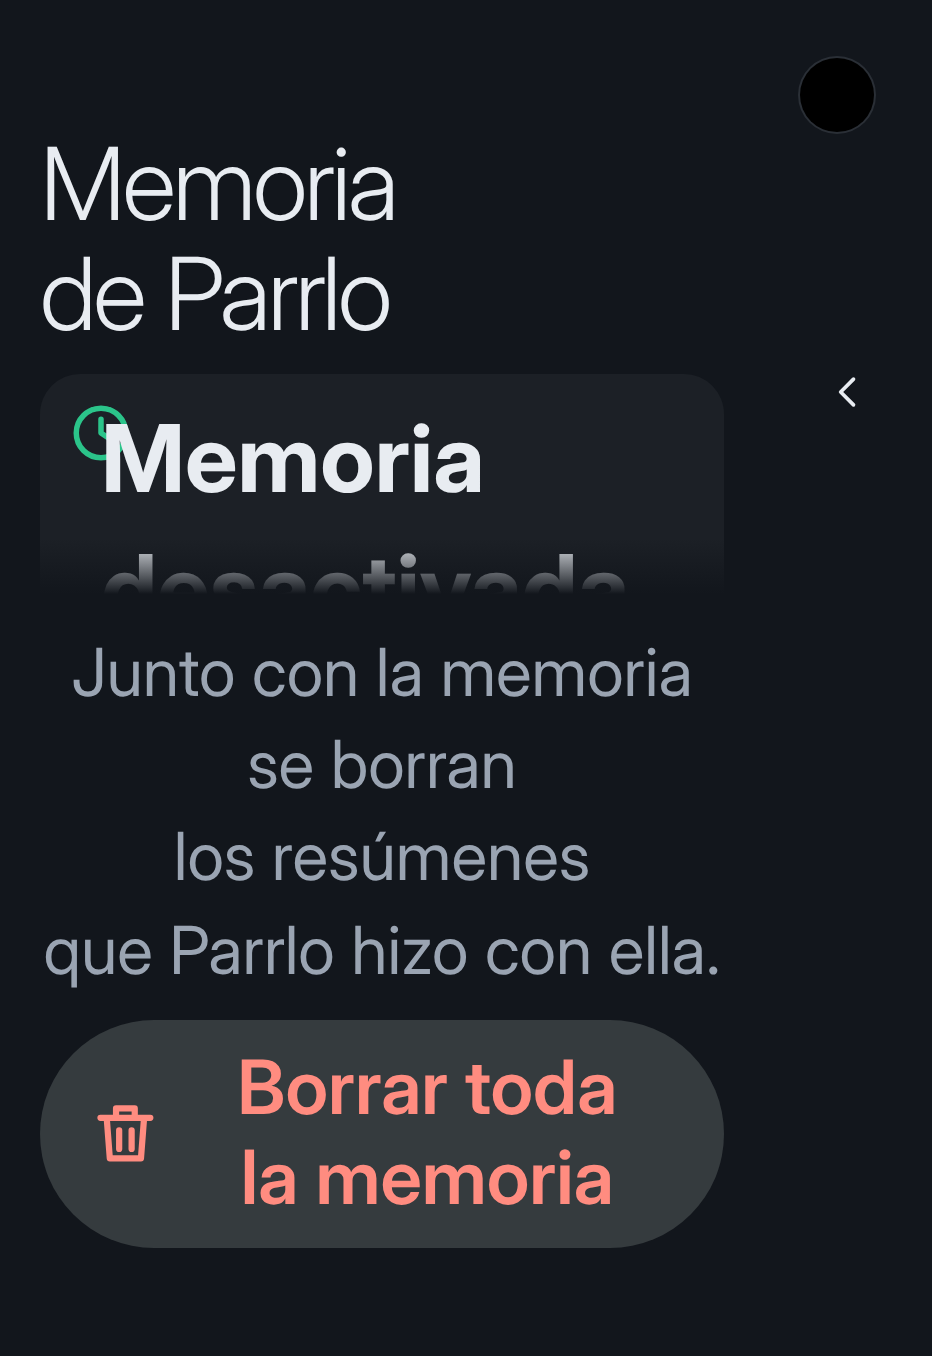 Memoria
de Parrlo
Memoria
desactivada
Junto con la memoria
se borran
los resúmenes
que Parrlo hizo con ella.
Borrar toda
la memoria